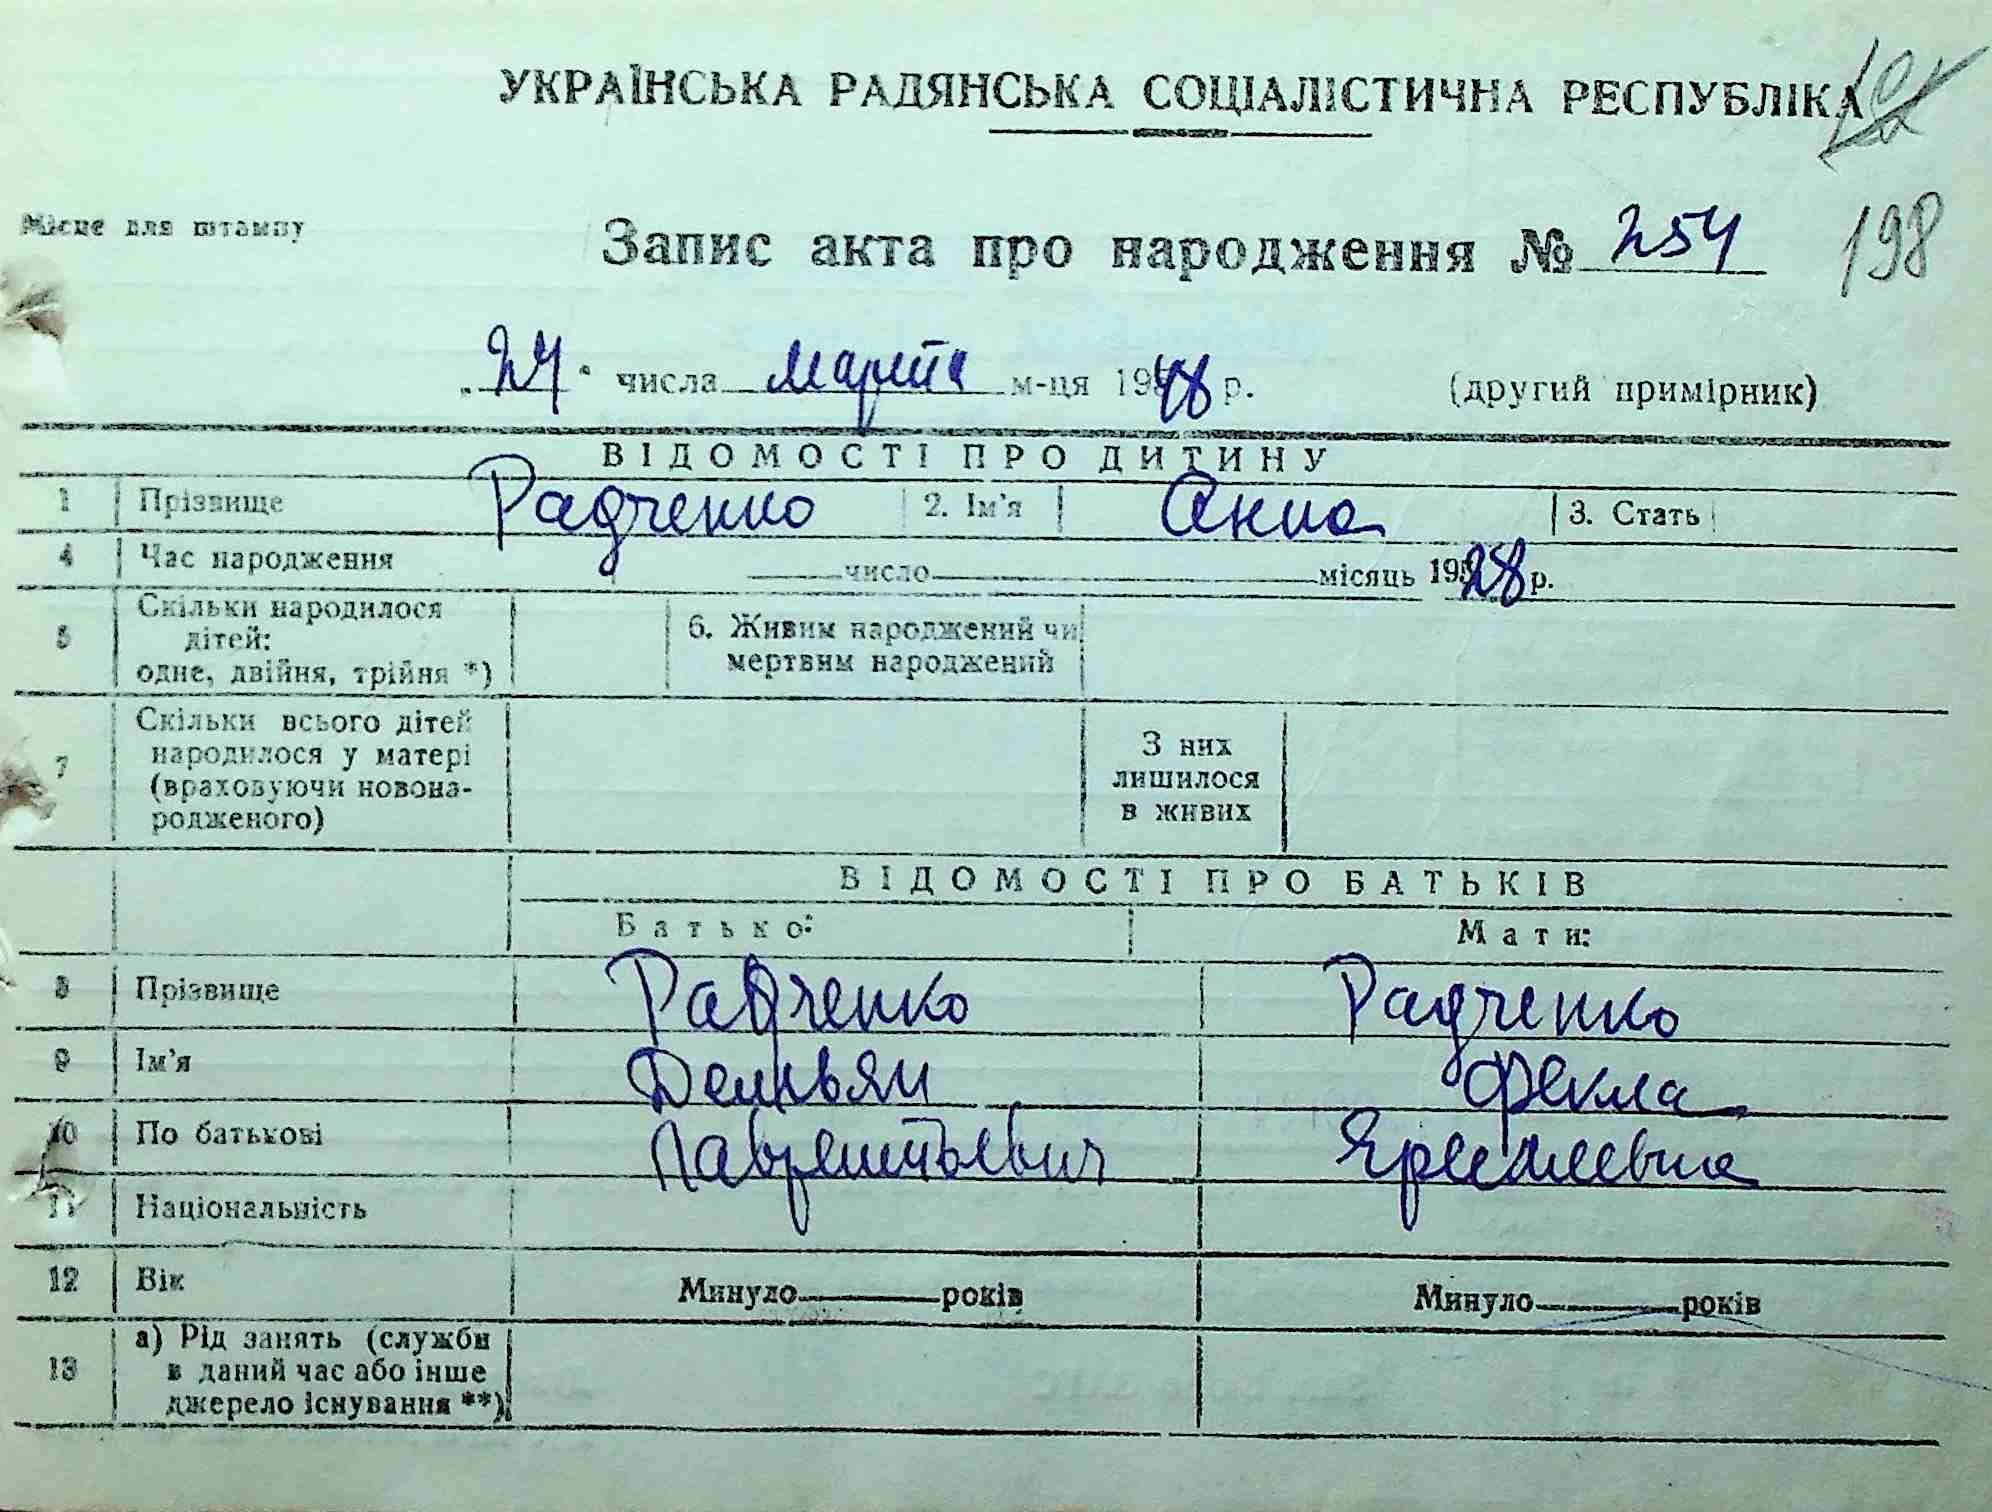 УКРАЇНСЬКА РАДЯНСЬКА СОЦІАЛІСТИЧНА РЕСПУБЛІКА
Місце для штампу
Запис акта про народження № 254
198
„24“ числа марта м-ця 1948 р. (другий примірник)
ВІДОМОСТІ ПРО ДИТИНУ
1 Прізвище Радченко 2. Ім'я Анна 3. Стать
4 Час народження число місяць 1928 р.
5 Скільки народилося дітей: одне, двійня, трійня *) 6. Живим народжений чи мертвим народжений
7 Скільки всього дітей народилося у матері (враховуючи новона-родженого) З них лишилося в живих
ВІДОМОСТІ ПРО БАТЬКІВ
Батько: Мати:
8 Прізвище Радченко Радченко
9 Ім'я Демьян Фекла
10 По батькові Лаврентьевич
11 Національність
12 Вік Минуло років Минуло років
13 а) Рід занять (служби в даний час або інше джерело існування **)